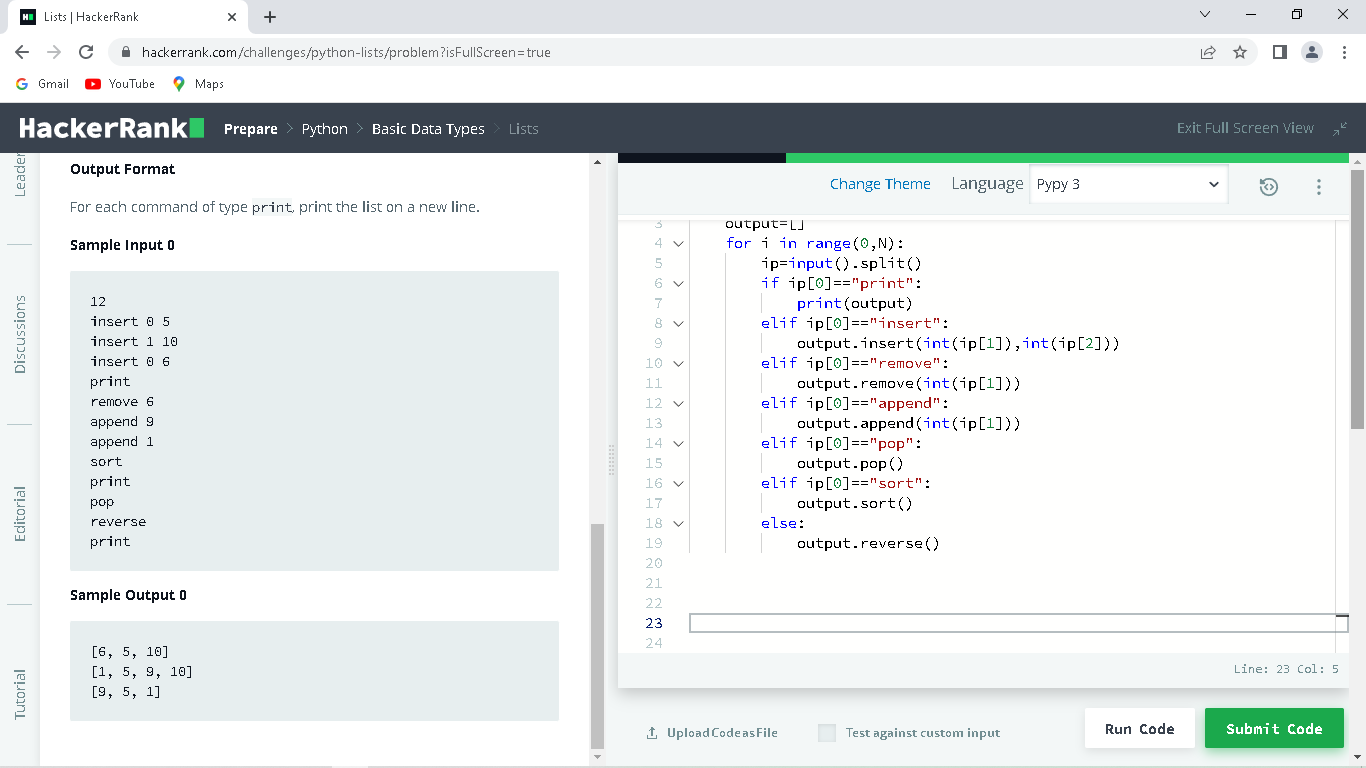 Lists | HackerRank
hackerrank.com/challenges/python-lists/problem?isFullScreen=true
Gmail YouTube Maps
HackerRank Prepare > Python > Basic Data Types > Lists Exit Full Screen View
Leader
Discussions
Editorial
Tutorial
Output Format
For each command of type print, print the list on a new line.
Sample Input 0
12
insert 0 5
insert 1 10
insert 0 6
print
remove 6
append 9
append 1
sort
print
pop
reverse
print
Sample Output 0
[6, 5, 10]
[1, 5, 9, 10]
[9, 5, 1]
Change Theme Language Pypy 3
3 output=[]
4 for i in range(0,N):
5 ip=input().split()
6 if ip[0]=="print":
7 print(output)
8 elif ip[0]=="insert":
9 output.insert(int(ip[1]),int(ip[2]))
10 elif ip[0]=="remove":
11 output.remove(int(ip[1]))
12 elif ip[0]=="append":
13 output.append(int(ip[1]))
14 elif ip[0]=="pop":
15 output.pop()
16 elif ip[0]=="sort":
17 output.sort()
18 else:
19 output.reverse()
20
21
22
23
24
Line: 23 Col: 5
Upload Code as File Test against custom input Run Code Submit Code